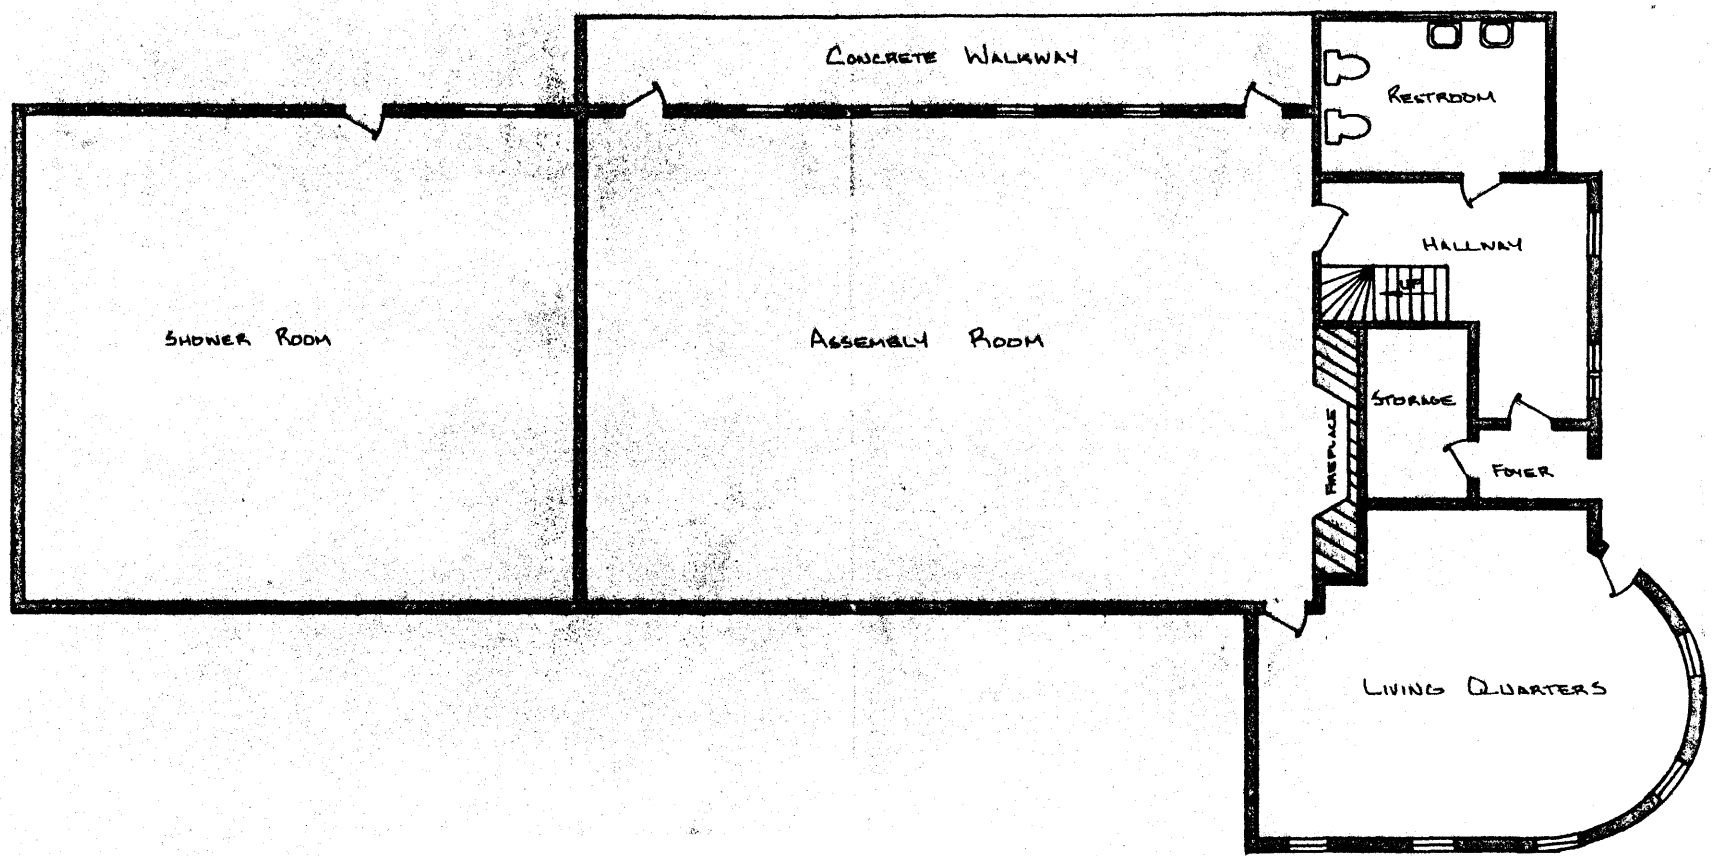 CONCRETE WALKWAY
RESTROOM
HALLWAY
UP
SHOWER ROOM
ASSEMBLY ROOM
STORAGE
FIREPLACE
FOYER
LIVING QUARTERS